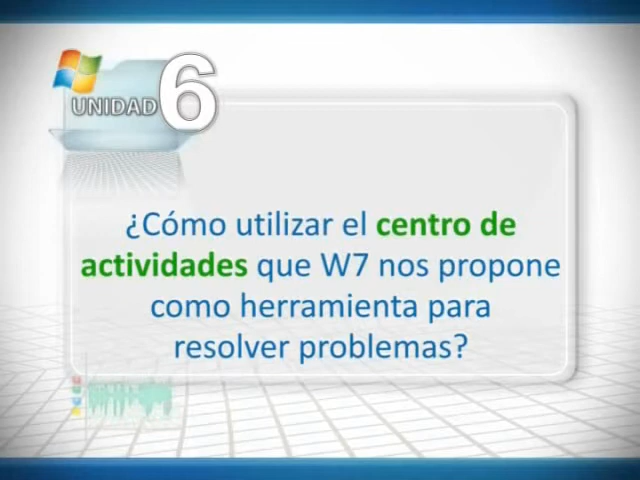 UNIDAD 6
¿Cómo utilizar el centro de
actividades que W7 nos propone
como herramienta para
resolver problemas?